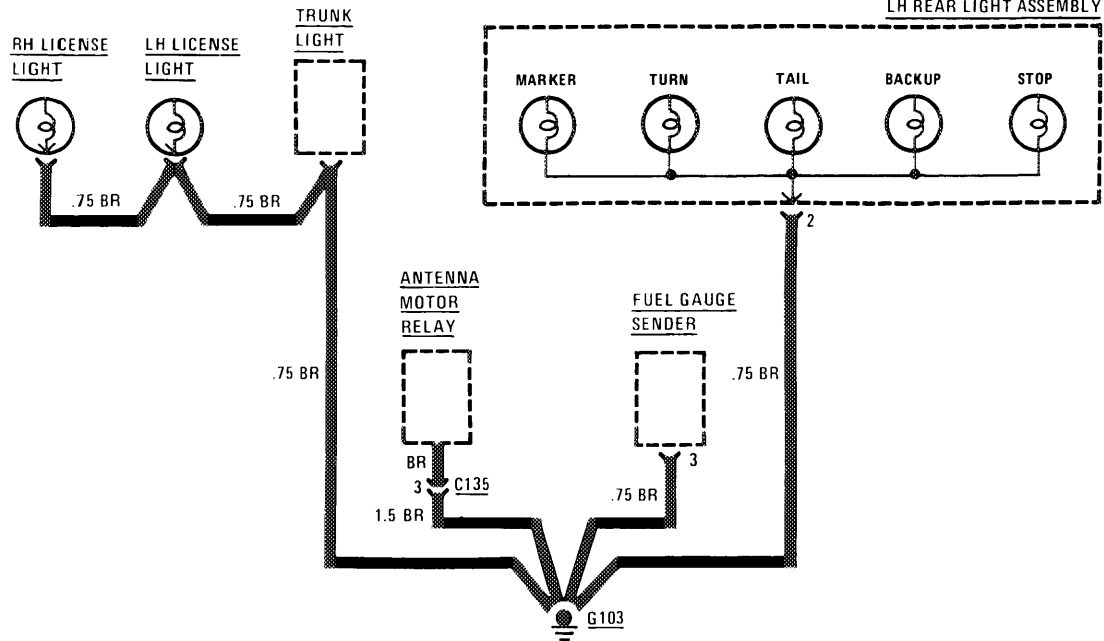 LH REAR LIGHT ASSEMBLY
TRUNK
LIGHT
RH LICENSE
LIGHT
LH LICENSE
LIGHT
MARKER
TURN
TAIL
BACKUP
STOP
.75 BR
.75 BR
2
ANTENNA
MOTOR
RELAY
FUEL GAUGE
SENDER
.75 BR
.75 BR
BR
3
C135
3
.75 BR
1.5 BR
G103